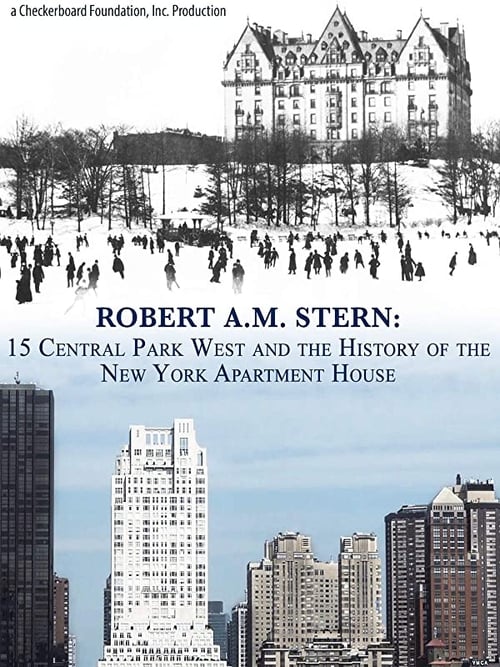 a Checkerboard Foundation, Inc. Production
ROBERT A.M. STERN:
15 CENTRAL PARK WEST AND THE HISTORY OF THE
NEW YORK APARTMENT HOUSE